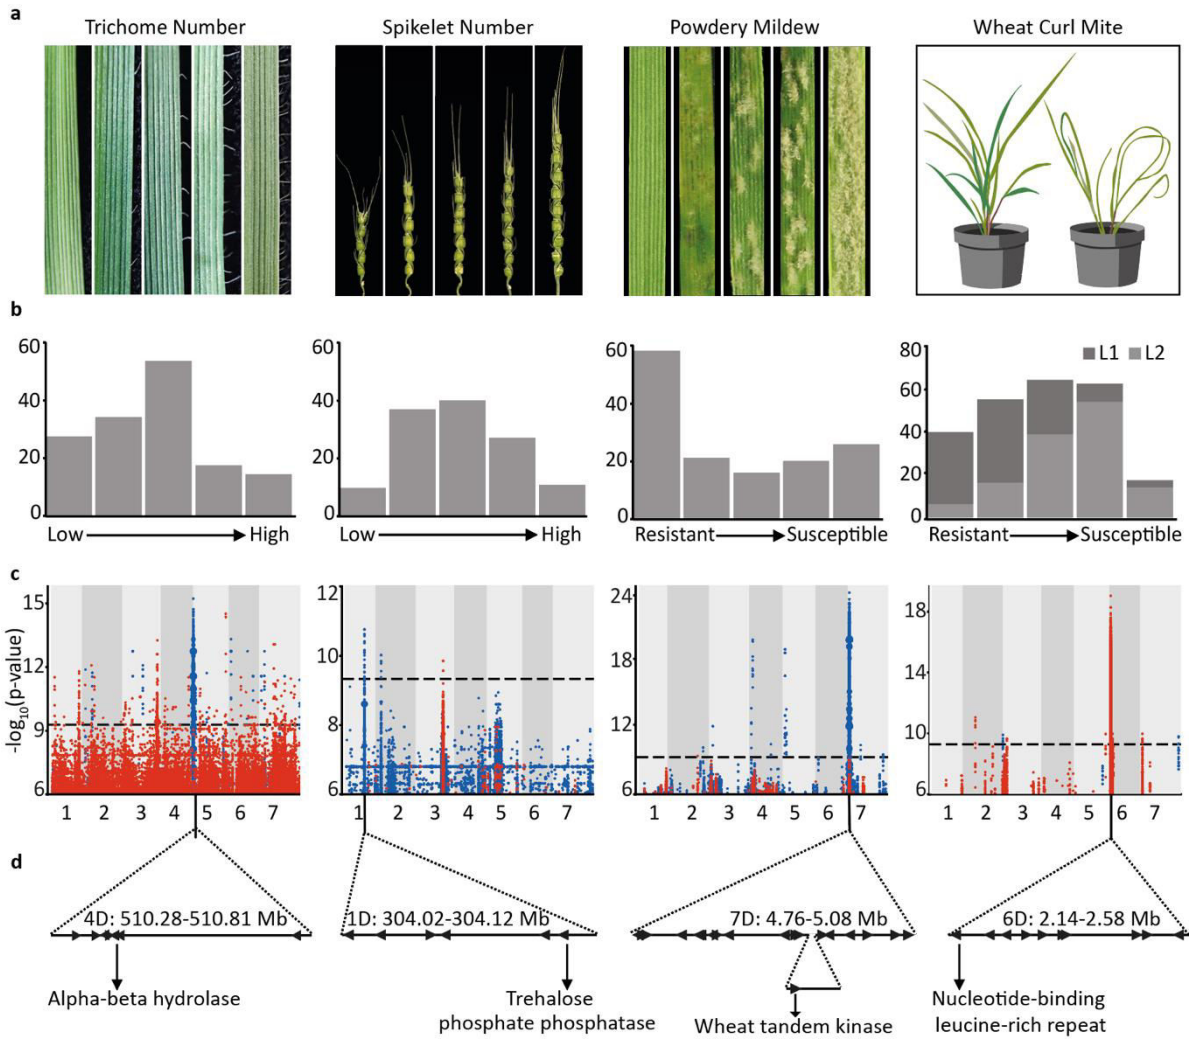 a
Trichome Number
Spikelet Number
Powdery Mildew
Wheat Curl Mite
b
60
40
20
0
Low
High
60
40
20
0
Low
High
60
40
20
0
Resistant
Susceptible
80
60
40
20
0
L1
L2
Resistant
Susceptible
c
-log10(p-value)
15
12
9
6
1 2 3 4 5 6 7
12
10
8
6
1 2 3 4 5 6 7
24
18
12
6
1 2 3 4 5 6 7
18
14
10
6
1 2 3 4 5 6 7
d
4D: 510.28-510.81 Mb
Alpha-beta hydrolase
1D: 304.02-304.12 Mb
Trehalose
phosphate phosphatase
7D: 4.76-5.08 Mb
Wheat tandem kinase
6D: 2.14-2.58 Mb
Nucleotide-binding
leucine-rich repeat